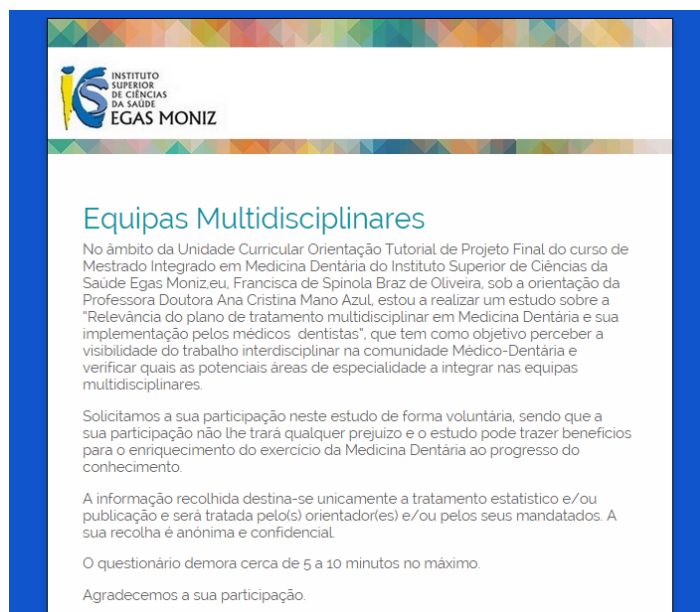 INSTITUTO
SUPERIOR
DE CIÊNCIAS
DA SAÚDE
EGAS MONIZ
Equipas Multidisciplinares
No âmbito da Unidade Curricular Orientação Tutorial de Projeto Final do curso de
Mestrado Integrado em Medicina Dentária do Instituto Superior de Ciências da
Saúde Egas Moniz,eu, Francisca de Spinola Braz de Oliveira, sob a orientação da
Professora Doutora Ana Cristina Mano Azul, estou a realizar um estudo sobre a
"Relevância do plano de tratamento multidisciplinar em Medicina Dentária e sua
implementação pelos médicos dentistas", que tem como objetivo perceber a
visibilidade do trabalho interdisciplinar na comunidade Médico-Dentária e
verificar quais as potenciais áreas de especialidade a integrar nas equipas
multidisciplinares.
Solicitamos a sua participação neste estudo de forma voluntária, sendo que a
sua participação não lhe trará qualquer prejuízo e o estudo pode trazer benefícios
para o enriquecimento do exercício da Medicina Dentária ao progresso do
conhecimento.
A informação recolhida destina-se unicamente a tratamento estatístico e/ou
publicação e será tratada pelo(s) orientador(es) e/ou pelos seus mandatados. A
sua recolha é anónima e confidencial.
O questionário demora cerca de 5 a 10 minutos no máximo.
Agradecemos a sua participação.